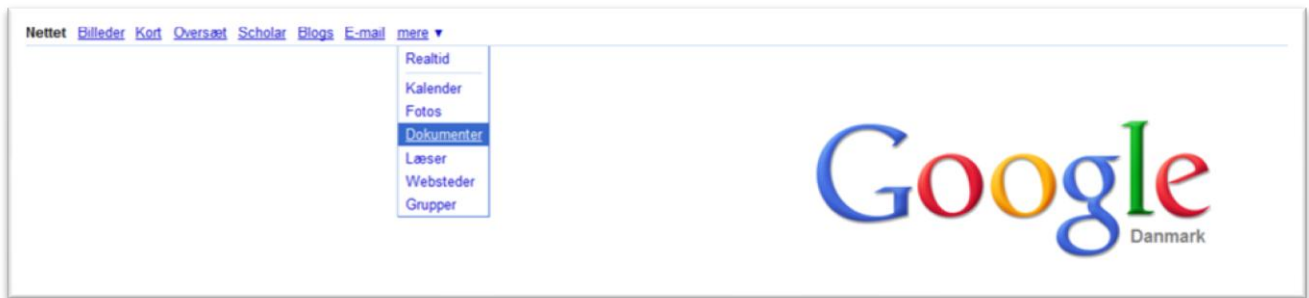 Nettet Billeder Kort Oversæt Scholar Blogs E-mail mere ▼
Realtid
Kalender
Fotos
Dokumenter
Læser
Websteder
Grupper
Google
Danmark